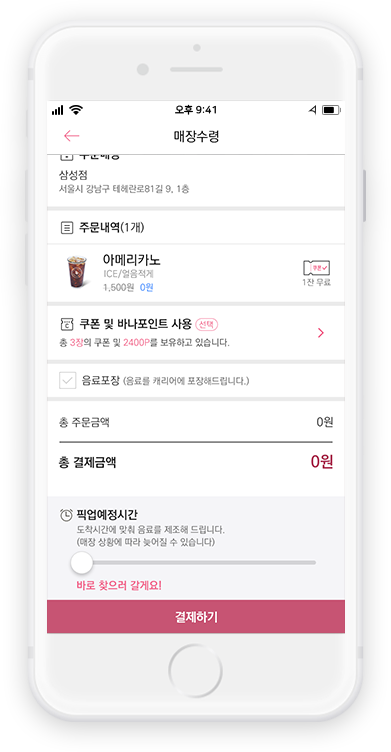 오후 9:41
매장수령
주문매장
삼성점
서울시 강남구 테헤란로81길 9, 1층
주문내역(1개)
아메리카노
ICE/얼음적게
1,500원 0원
쿠폰
1잔 무료
쿠폰 및 바나포인트 사용 선택
총 3장의 쿠폰 및 2400P를 보유하고 있습니다.
음료포장 (음료를 캐리어에 포장해드립니다.)
총 주문금액 0원
총 결제금액 0원
픽업예정시간
도착시간에 맞춰 음료를 제조해 드립니다.
(매장 상황에 따라 늦어질 수 있습니다)
바로 찾으러 갈게요!
결제하기